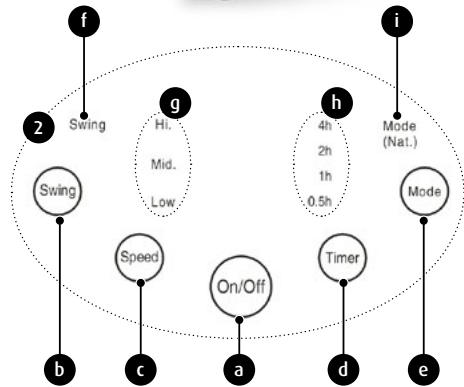 f i
g h
2 Swing Hi. 4h Mode
(Nat.)
2h
Mid. 1h
Swing Low 0.5h Mode
Speed Timer
On/Off
b c a d e